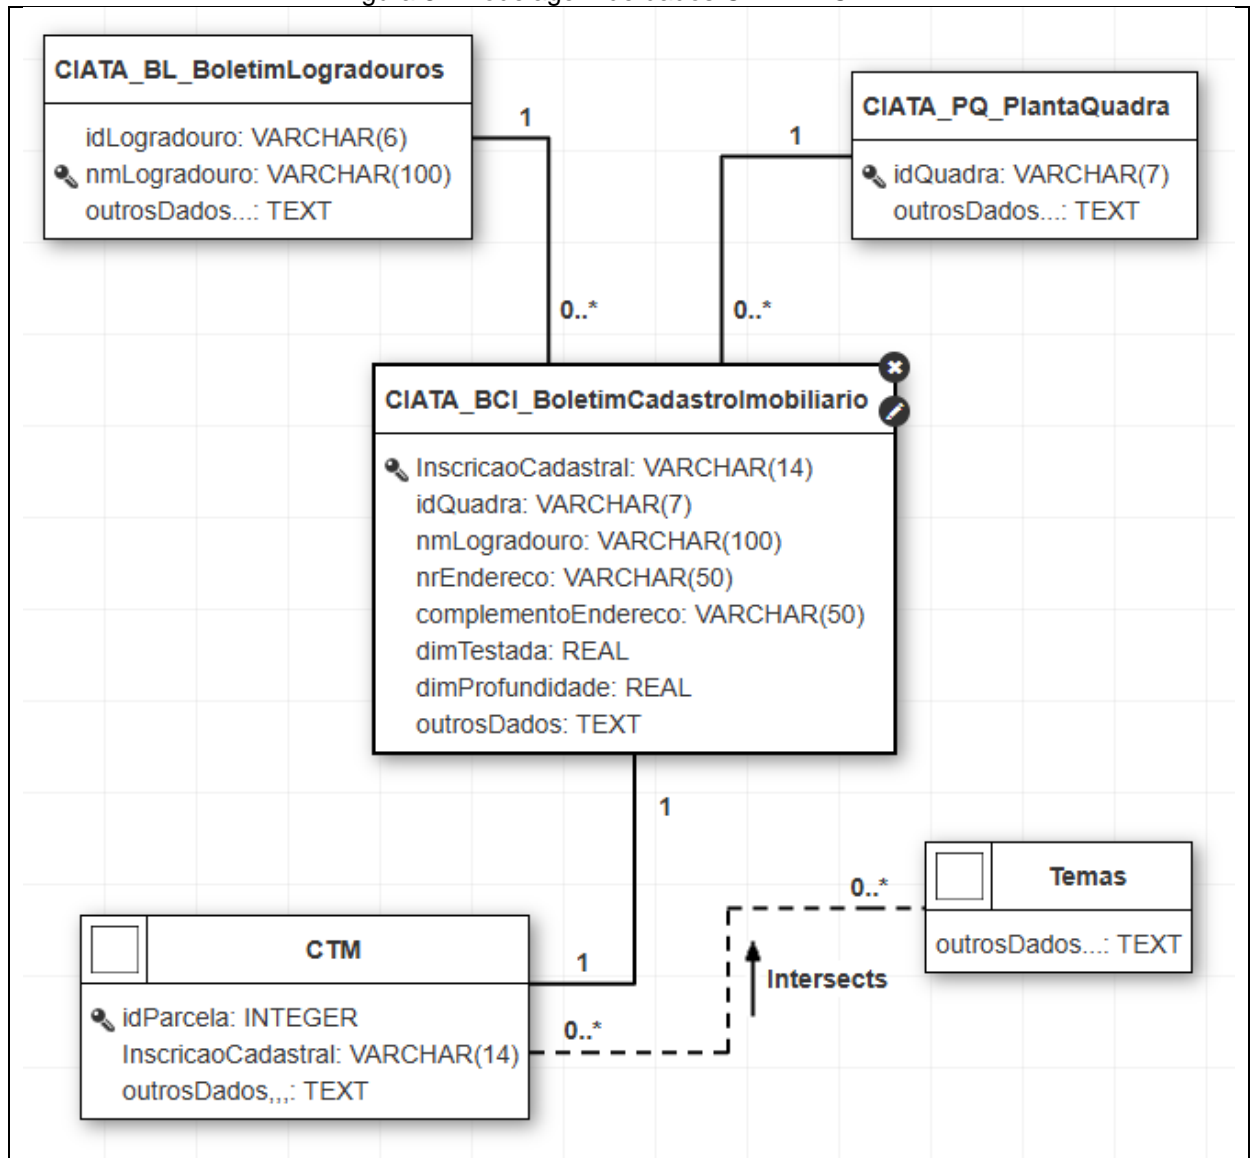 CIATA_BL_BoletimLogradouros
idLogradouro: VARCHAR(6)
nmLogradouro: VARCHAR(100)
outrosDados...: TEXT
CIATA_PQ_PlantaQuadra
idQuadra: VARCHAR(7)
outrosDados...: TEXT
1
1
0..*
0..*
CIATA_BCI_BoletimCadastroImobiliario
InscricaoCadastral: VARCHAR(14)
idQuadra: VARCHAR(7)
nmLogradouro: VARCHAR(100)
nrEndereco: VARCHAR(50)
complementoEndereco: VARCHAR(50)
dimTestada: REAL
dimProfundidade: REAL
outrosDados: TEXT
1
1
CTM
idParcela: INTEGER
InscricaoCadastral: VARCHAR(14)
outrosDados,,,: TEXT
0..*
Intersects
0..*
Temas
outrosDados...: TEXT